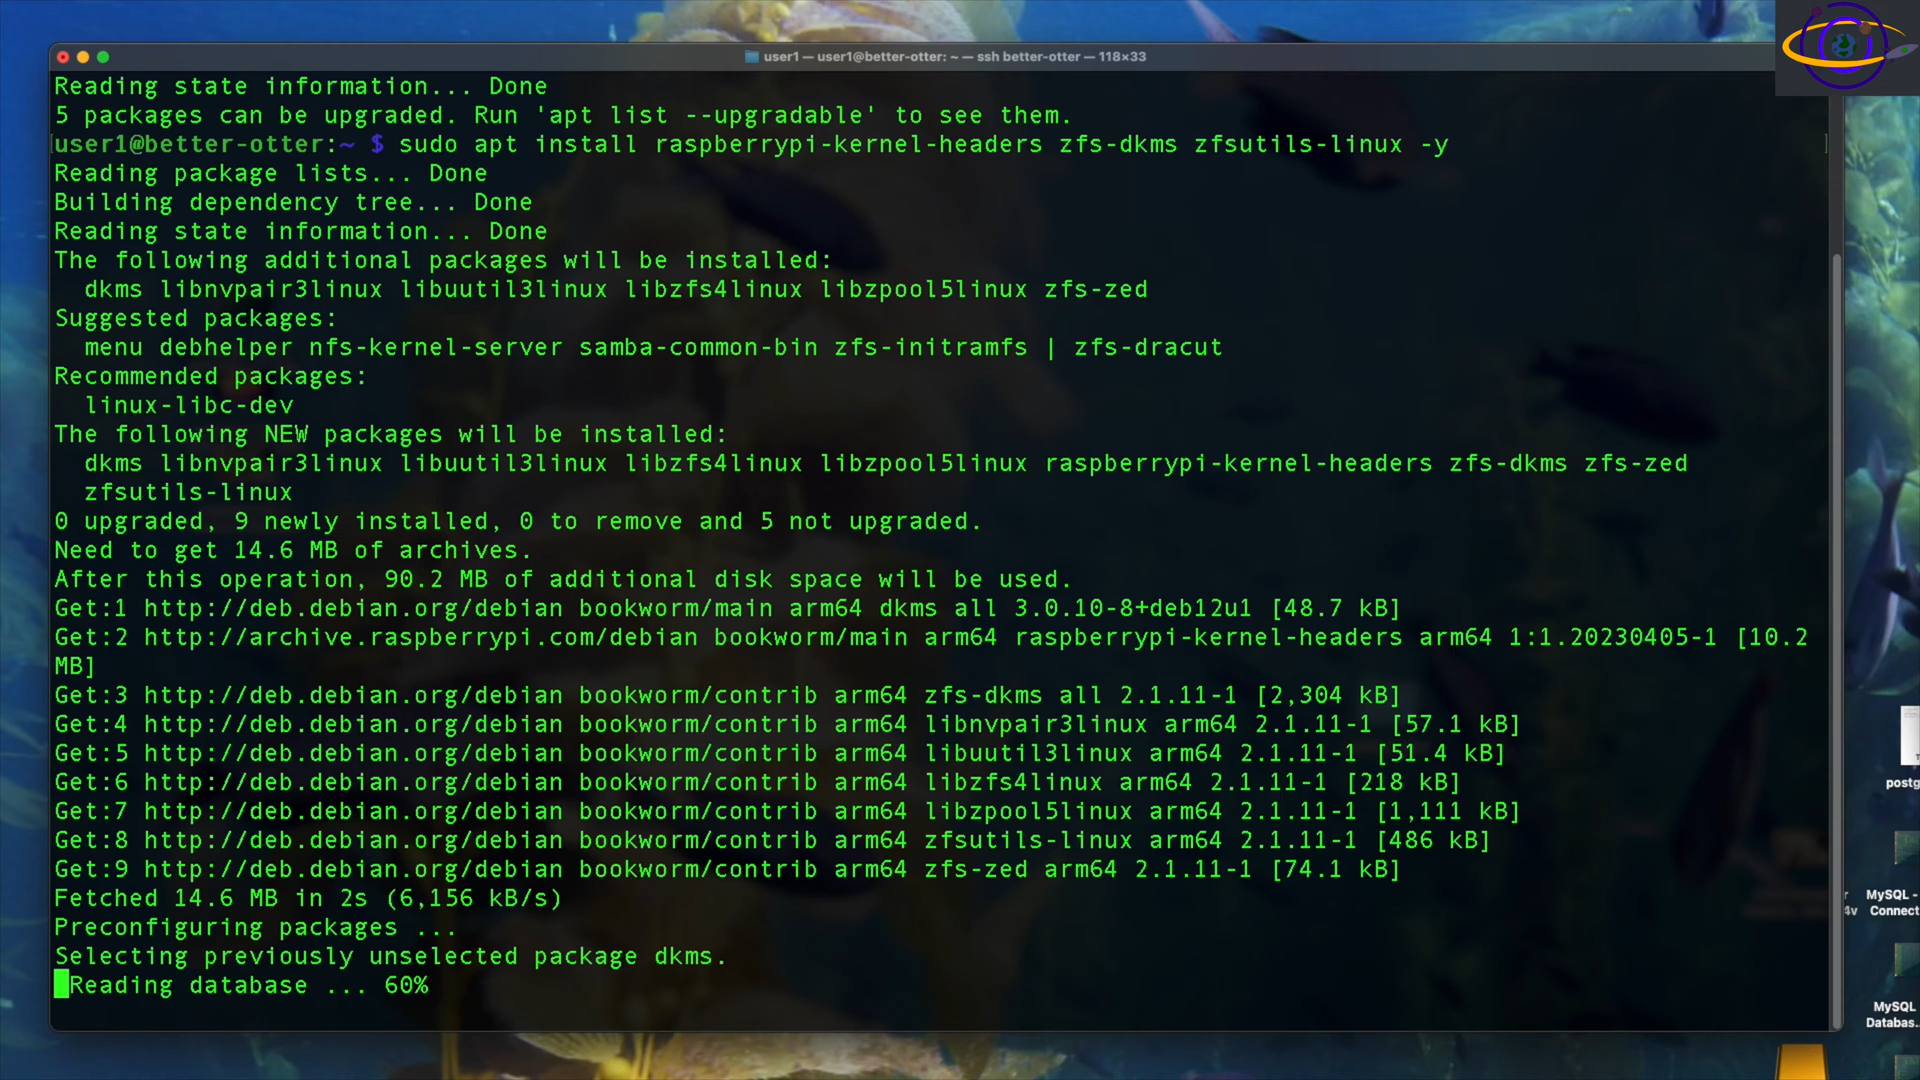 user1 — user1@better-otter: ~ — ssh better-otter — 118×33
Reading state information... Done
5 packages can be upgraded. Run 'apt list --upgradable' to see them.
user1@better-otter:~ $ sudo apt install raspberrypi-kernel-headers zfs-dkms zfsutils-linux -y
Reading package lists... Done
Building dependency tree... Done
Reading state information... Done
The following additional packages will be installed:
  dkms libnvpair3linux libuutil3linux libzfs4linux libzpool5linux zfs-zed
Suggested packages:
  menu debhelper nfs-kernel-server samba-common-bin zfs-initramfs | zfs-dracut
Recommended packages:
  linux-libc-dev
The following NEW packages will be installed:
  dkms libnvpair3linux libuutil3linux libzfs4linux libzpool5linux raspberrypi-kernel-headers zfs-dkms zfs-zed
  zfsutils-linux
0 upgraded, 9 newly installed, 0 to remove and 5 not upgraded.
Need to get 14.6 MB of archives.
After this operation, 90.2 MB of additional disk space will be used.
Get:1 http://deb.debian.org/debian bookworm/main arm64 dkms all 3.0.10-8+deb12u1 [48.7 kB]
Get:2 http://archive.raspberrypi.com/debian bookworm/main arm64 raspberrypi-kernel-headers arm64 1:1.20230405-1 [10.2
MB]
Get:3 http://deb.debian.org/debian bookworm/contrib arm64 zfs-dkms all 2.1.11-1 [2,304 kB]
Get:4 http://deb.debian.org/debian bookworm/contrib arm64 libnvpair3linux arm64 2.1.11-1 [57.1 kB]
Get:5 http://deb.debian.org/debian bookworm/contrib arm64 libuutil3linux arm64 2.1.11-1 [51.4 kB]
Get:6 http://deb.debian.org/debian bookworm/contrib arm64 libzfs4linux arm64 2.1.11-1 [218 kB]
Get:7 http://deb.debian.org/debian bookworm/contrib arm64 libzpool5linux arm64 2.1.11-1 [1,111 kB]
Get:8 http://deb.debian.org/debian bookworm/contrib arm64 zfsutils-linux arm64 2.1.11-1 [486 kB]
Get:9 http://deb.debian.org/debian bookworm/contrib arm64 zfs-zed arm64 2.1.11-1 [74.1 kB]
Fetched 14.6 MB in 2s (6,156 kB/s)
Preconfiguring packages ...
Selecting previously unselected package dkms.
Reading database ... 60%
postg
MySQL -
4v Connect
MySQL
Databas...